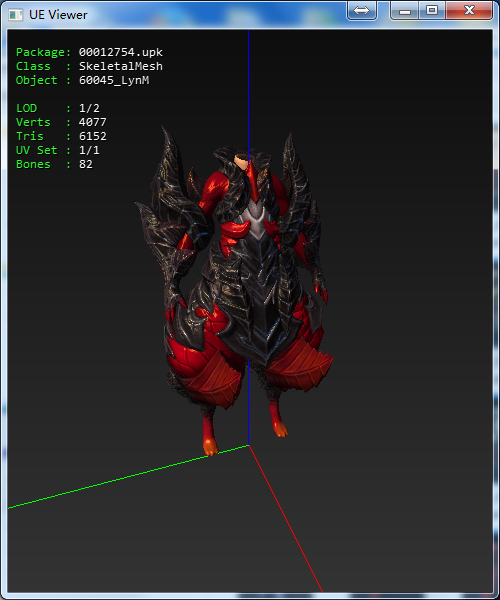 UE Viewer
Package: 00012754.upk
Class : SkeletalMesh
Object : 60045_LynM
LOD : 1/2
Verts : 4077
Tris : 6152
UV Set : 1/1
Bones : 82